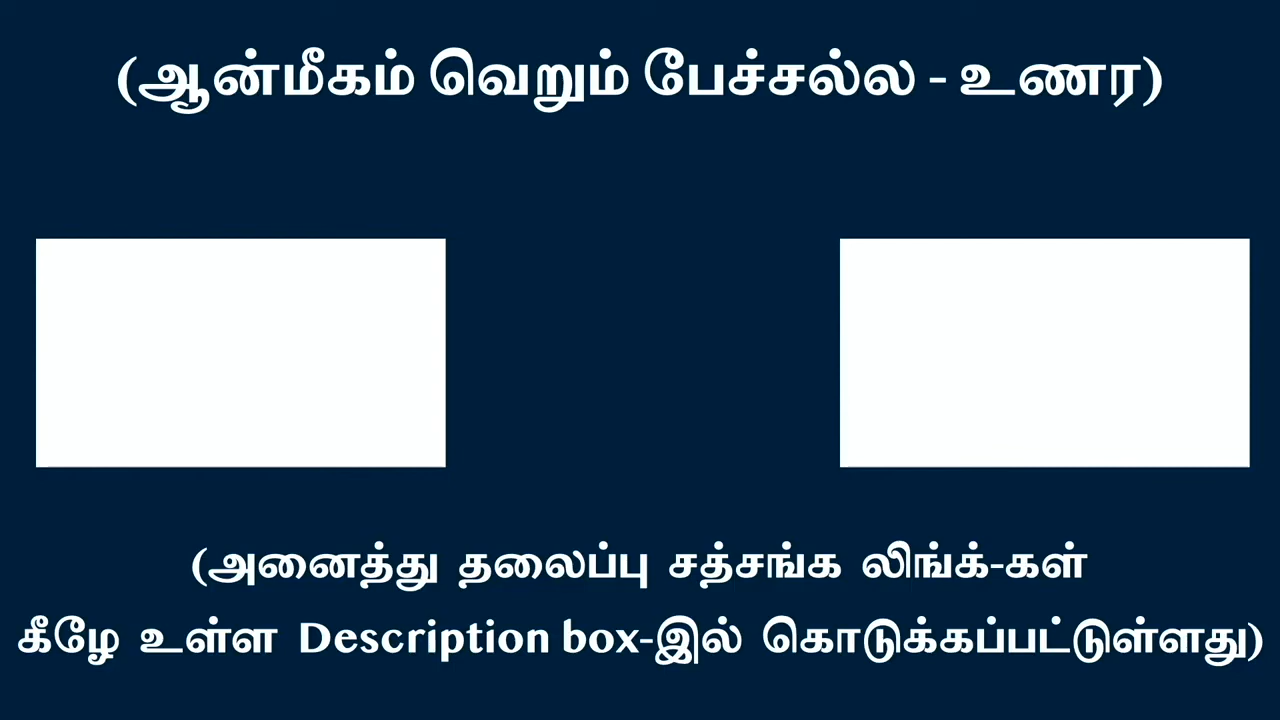 (ஆன்மீகம் வெறும் பேச்சல்ல - உணர)
(அனைத்து தலைப்பு சத்சங்க லிங்க்-கள்
கீழே உள்ள Description box-இல் கொடுக்கப்பட்டுள்ளது)